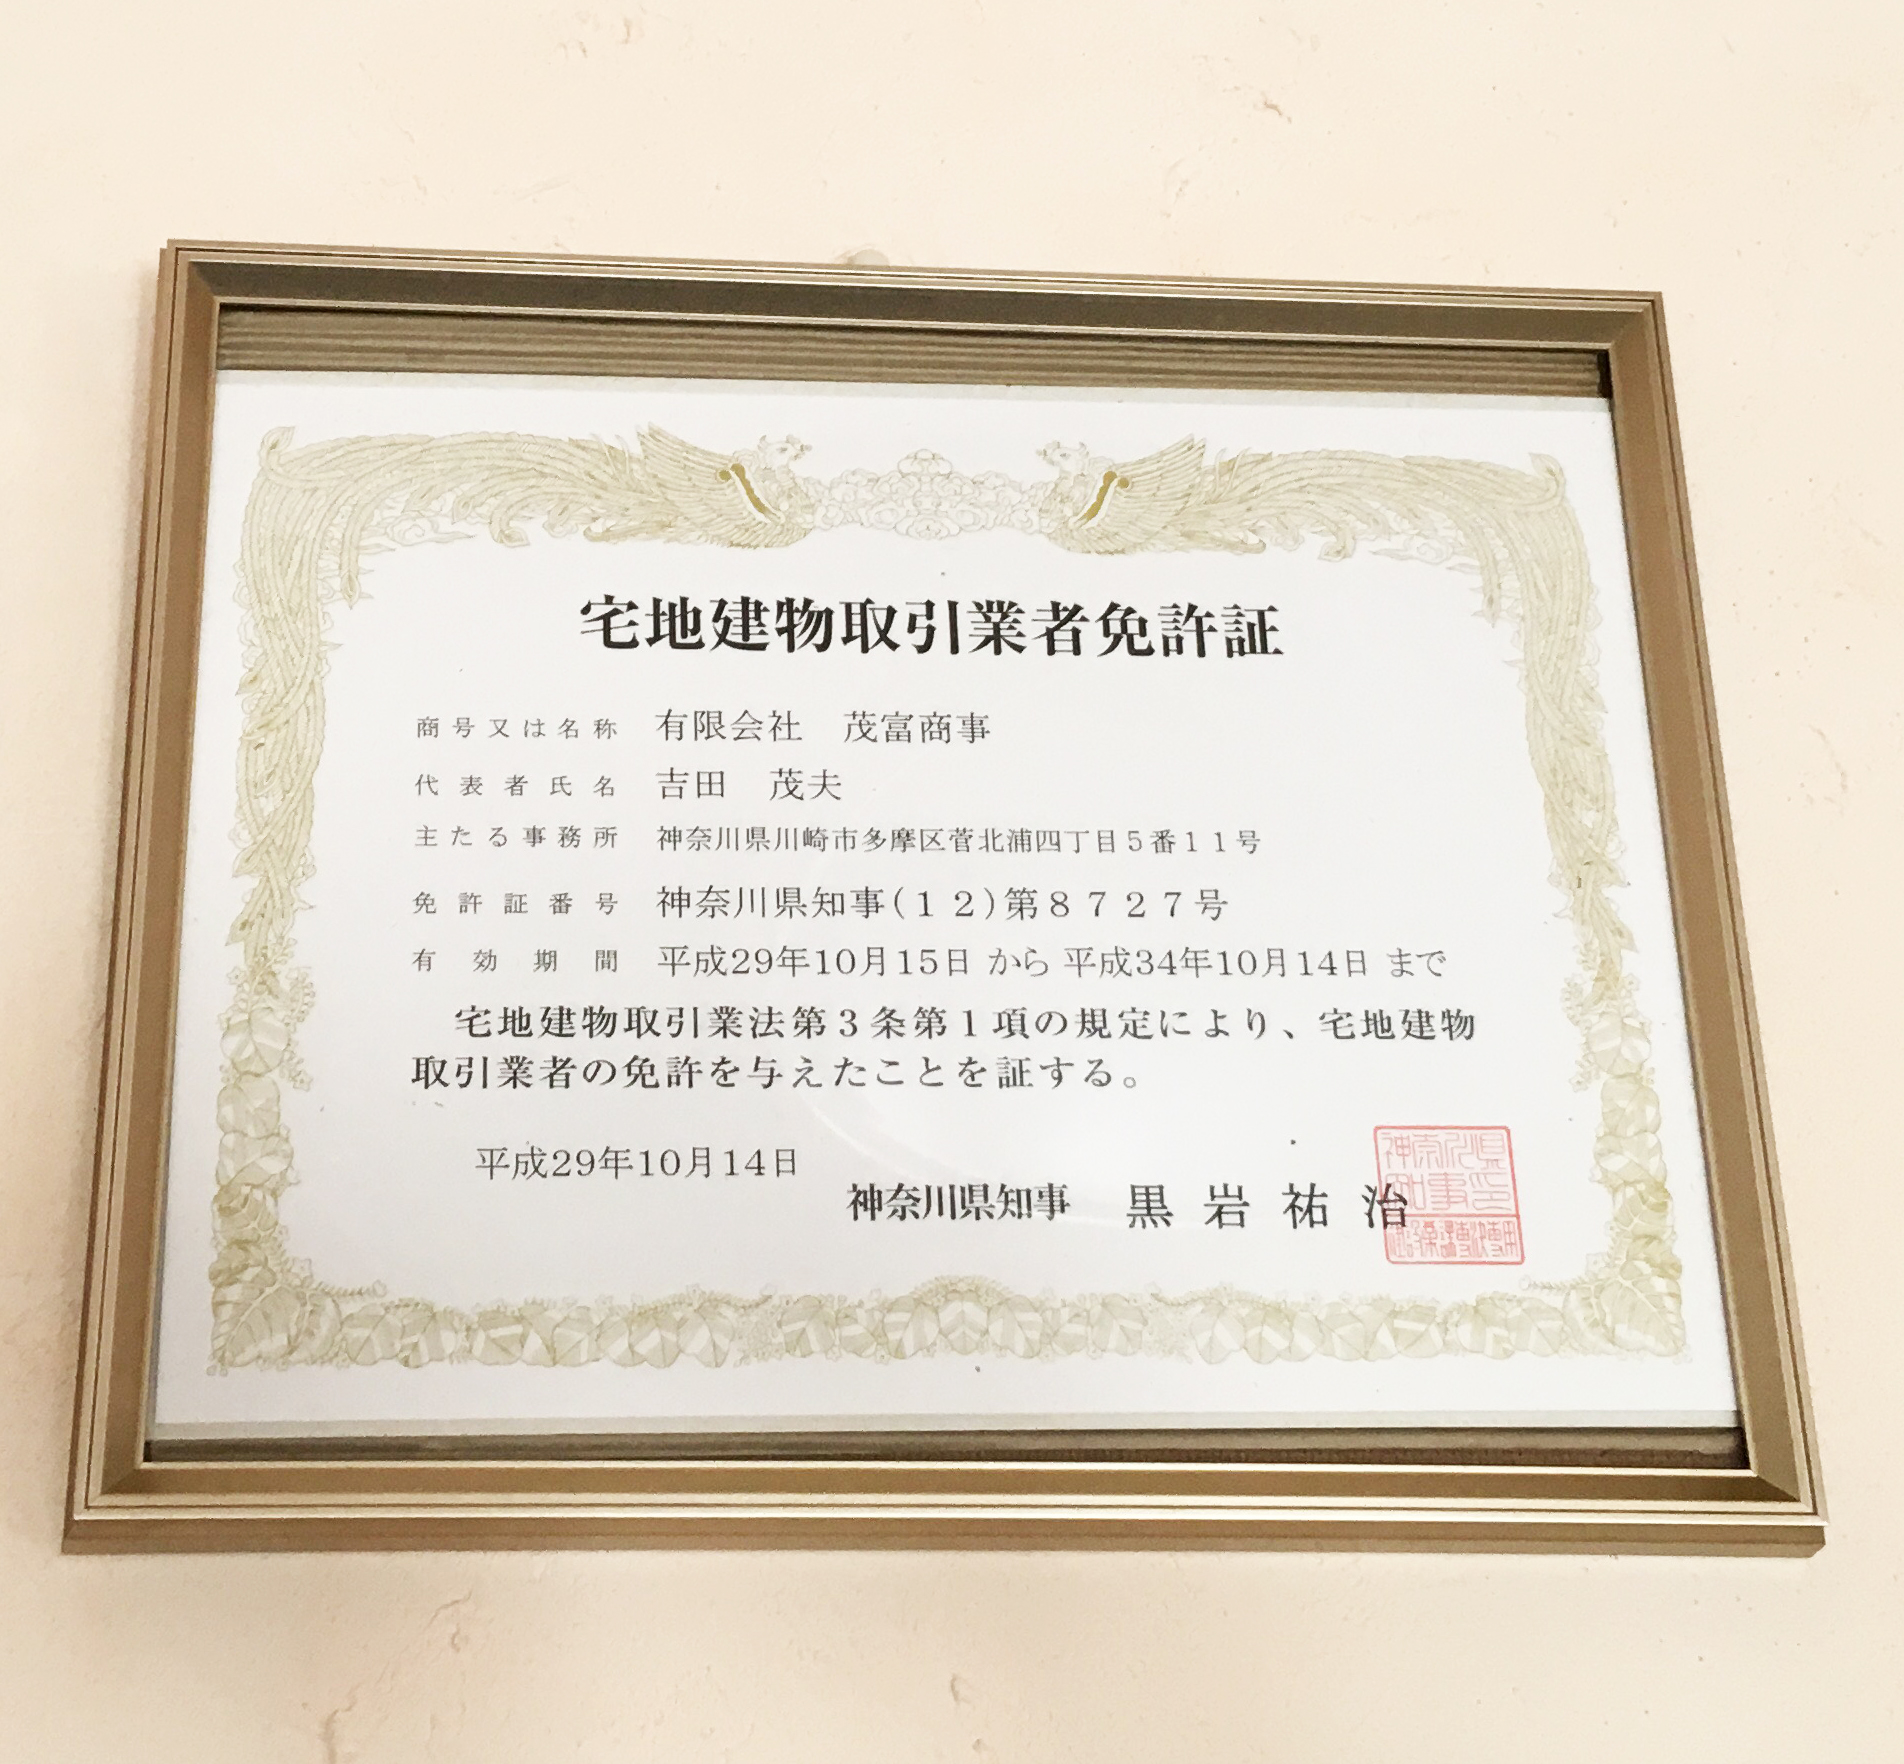 宅地建物取引業者免許証
商号又は名称 有限会社 茂富商事
代表者氏名 吉田 茂夫
主たる事務所 神奈川県川崎市多摩区菅北浦四丁目5番11号
免許証番号 神奈川県知事(12)第8727号
有効期間 平成29年10月15日 から 平成34年10月14日 まで
宅地建物取引業法第3条第1項の規定により、宅地建物
取引業者の免許を与えたことを証する。
平成29年10月14日
神奈川県知事 黒岩祐治
神奈川県
知事印